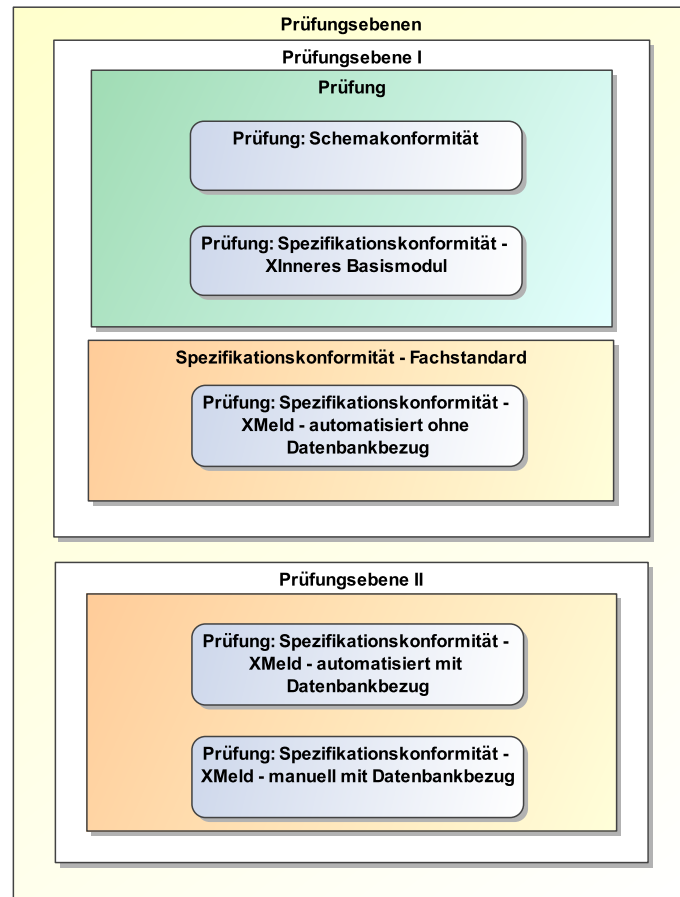 Prüfungsebenen
Prüfungsebene I
Prüfung
Prüfung: Schemakonformität
Prüfung: Spezifikationskonformität -
XInneres Basismodul
Spezifikationskonformität - Fachstandard
Prüfung: Spezifikationskonformität -
XMeld - automatisiert ohne
Datenbankbezug
Prüfungsebene II
Prüfung: Spezifikationskonformität -
XMeld - automatisiert mit
Datenbankbezug
Prüfung: Spezifikationskonformität -
XMeld - manuell mit Datenbankbezug